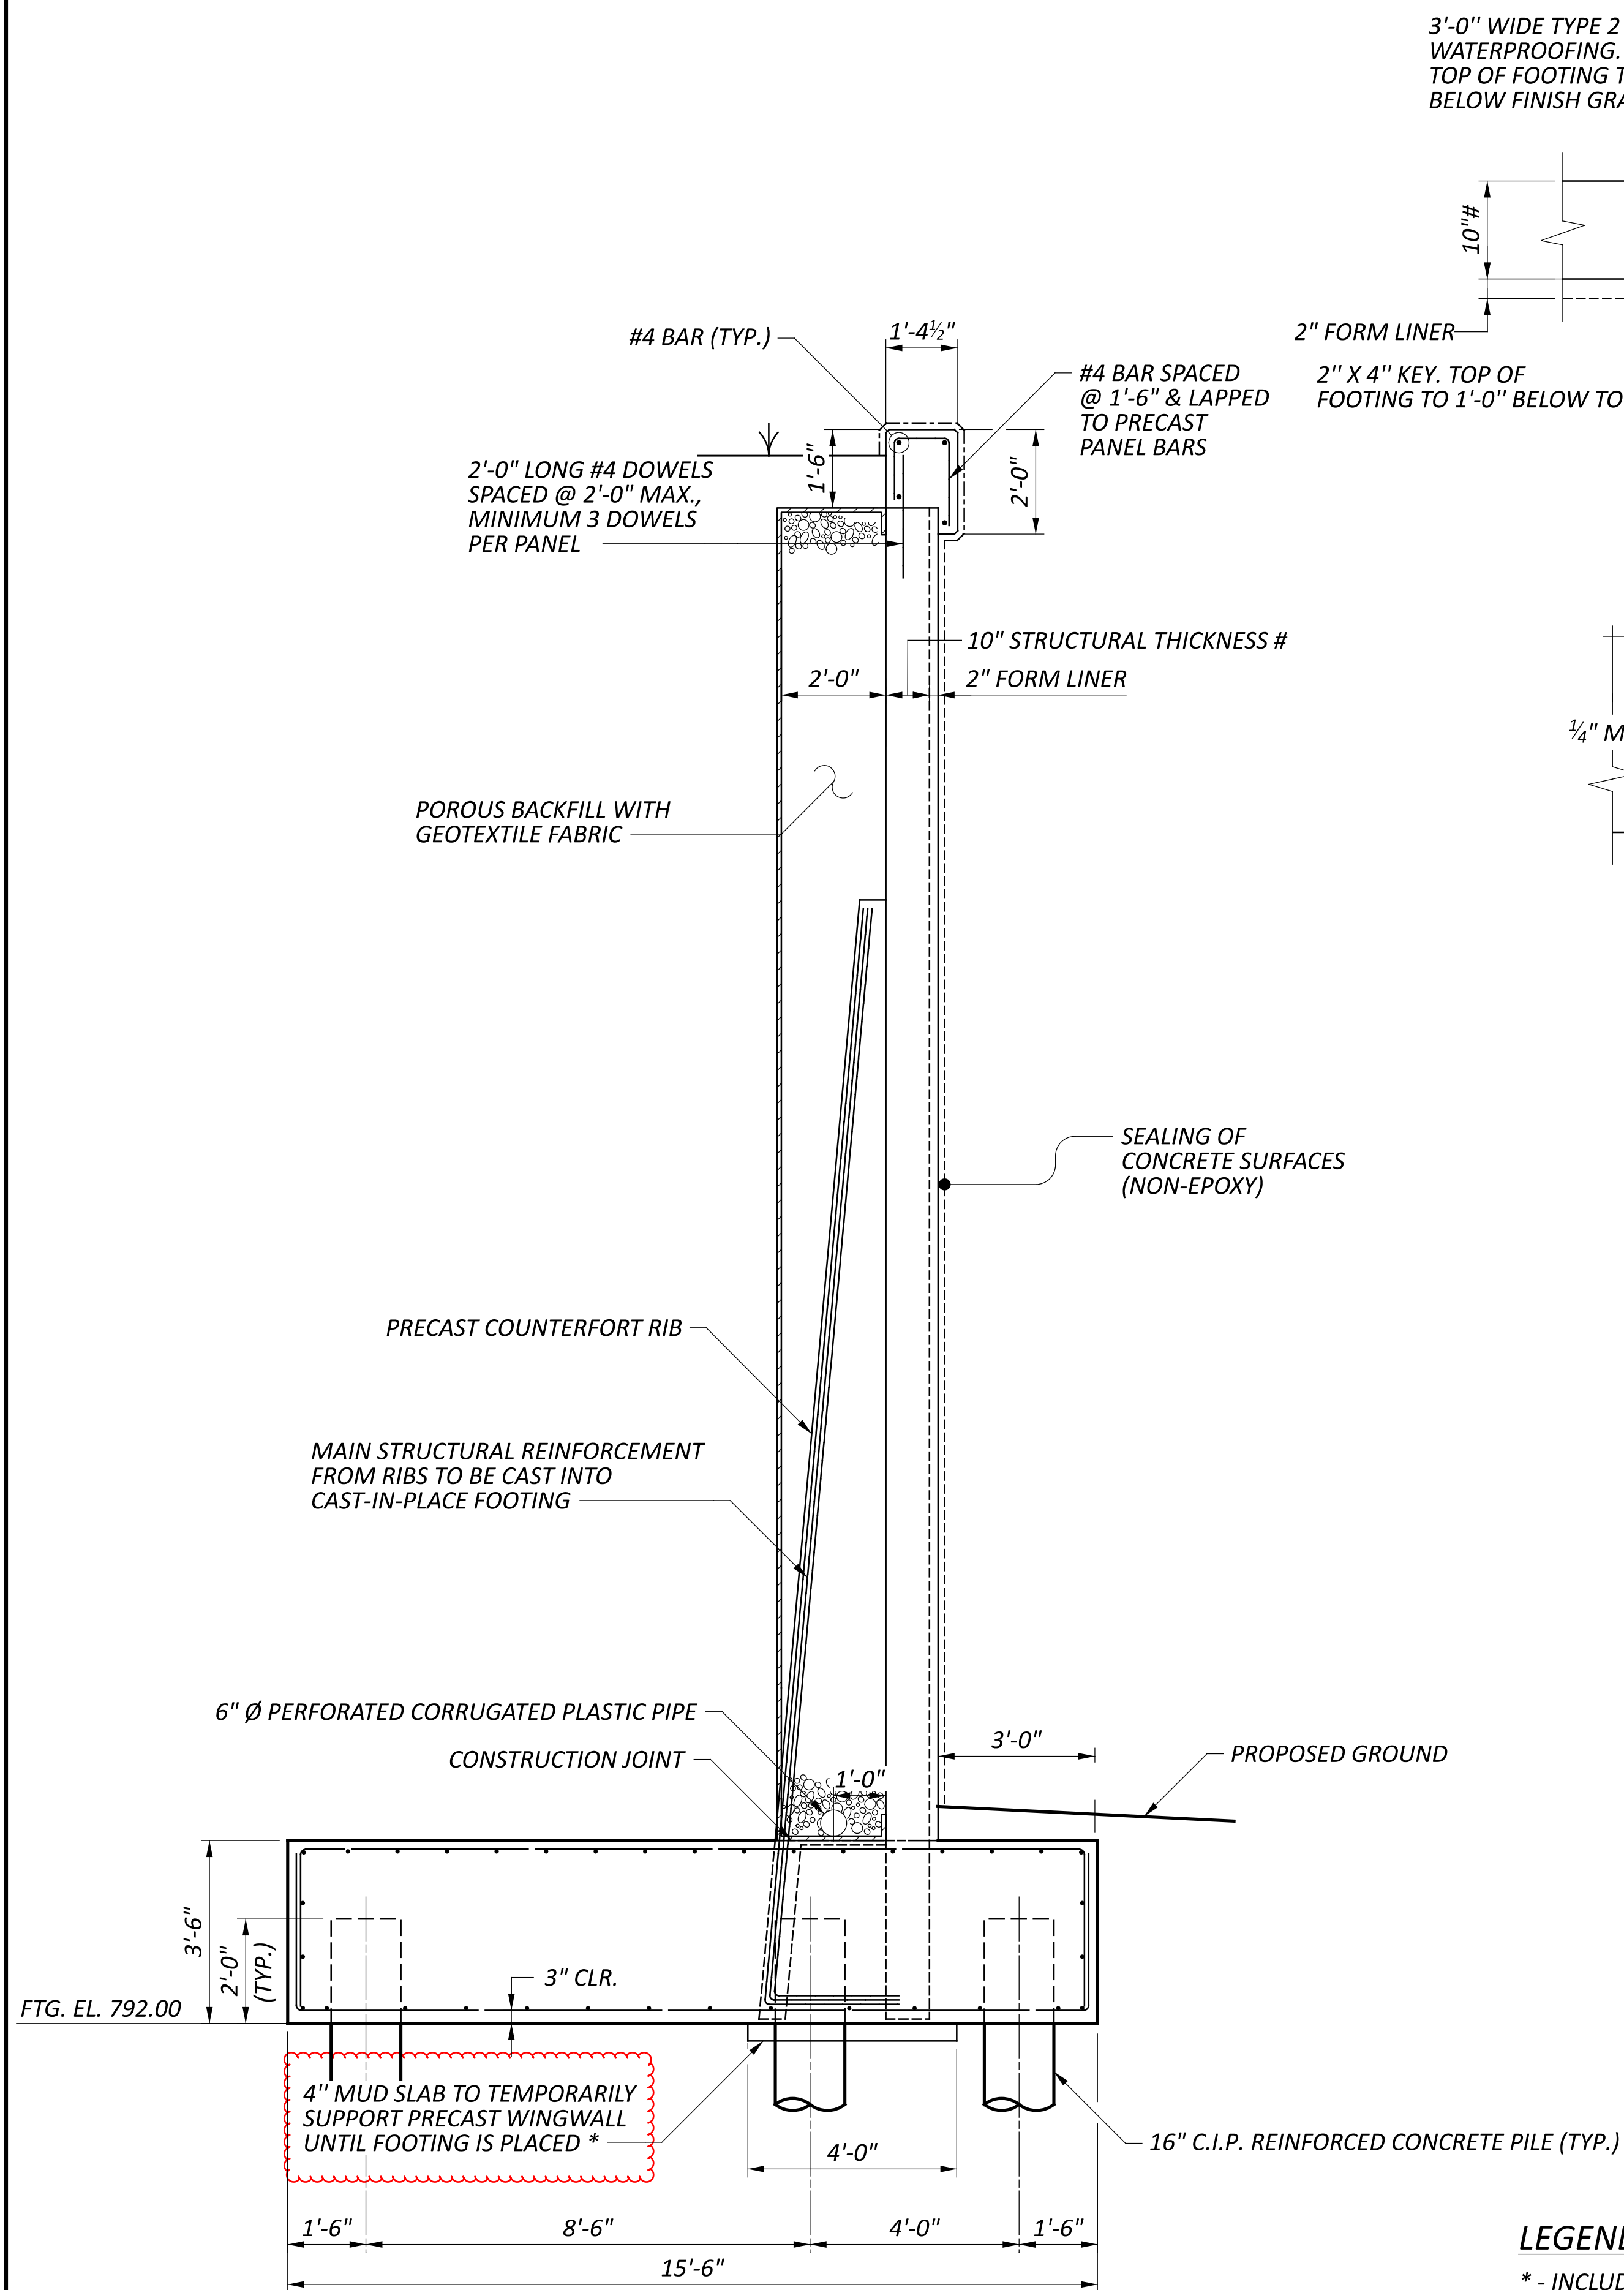 3'-0'' WIDE TYPE 2
WATERPROOFING.
TOP OF FOOTING
BELOW FINISH
10"#
2" FORM LINER
2'' X 4'' KEY. TOP OF
FOOTING TO 1'-0'' BELOW
#4 BAR (TYP.)
1'-4½"
#4 BAR SPACED
@ 1'-6" & LAPPED
TO PRECAST
PANEL BARS
1'-6"
2'-0"
2'-0" LONG #4 DOWELS
SPACED @ 2'-0" MAX.,
MINIMUM 3 DOWELS
PER PANEL
10" STRUCTURAL THICKNESS #
2'-0"
2" FORM LINER
¼"
POROUS BACKFILL WITH
GEOTEXTILE FABRIC
SEALING OF
CONCRETE SURFACES
(NON-EPOXY)
PRECAST COUNTERFORT RIB
MAIN STRUCTURAL REINFORCEMENT
FROM RIBS TO BE CAST INTO
CAST-IN-PLACE FOOTING
6" Ø PERFORATED CORRUGATED PLASTIC PIPE
CONSTRUCTION JOINT
1'-0"
3'-0"
PROPOSED GROUND
3'-6"
2'-0"
(TYP.)
3" CLR.
FTG. EL. 792.00
4'' MUD SLAB TO TEMPORARILY
SUPPORT PRECAST WINGWALL
UNTIL FOOTING IS PLACED *
4'-0"
16" C.I.P. REINFORCED CONCRETE PILE (TYP.)
1'-6"
8'-6"
4'-0"
1'-6"
15'-6"